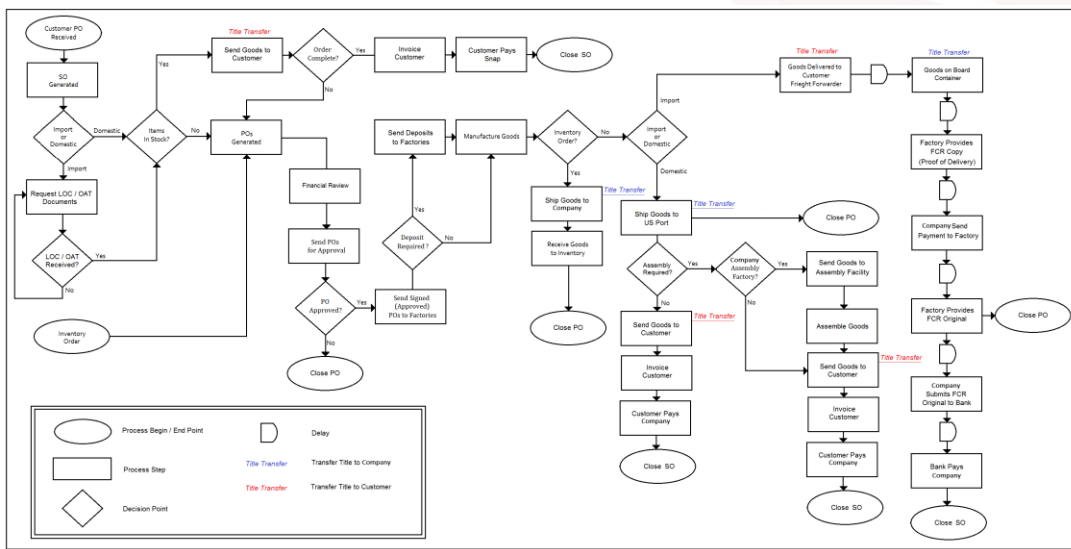 Customer PO
Received
SO
Generated
Import
or
Domestic
Domestic
Import
Request LOC / OAT
Documents
LOC / OAT
Received?
Yes
No
Inventory
Order
Items
In Stock?
Yes
No
Title Transfer
Send Goods to
Customer
Order
Complete?
Yes
No
Invoice
Customer
Customer Pays
Snap
Close SO
POs
Generated
Financial Review
Send POs
for Approval
PO
Approved?
Yes
No
Close PO
Send Signed
(Approved)
POs to Factories
Deposit
Required ?
Yes
No
Send Deposits
to Factories
Manufacture Goods
Inventory
Order?
No
Yes
Ship Goods to
Company
Title Transfer
Receive Goods
to Inventory
Close PO
Import
or
Domestic
Import
Domestic
Title Transfer
Ship Goods to
US Port
Close PO
Assembly
Required?
Yes
No
Company
Assembly
Factory?
Yes
No
Send Goods to
Assembly Facility
Assemble Goods
Send Goods to
Customer
Title Transfer
Invoice
Customer
Customer Pays
Company
Close SO
Send Goods to
Customer
Title Transfer
Invoice
Customer
Customer Pays
Company
Close SO
Title Transfer
Goods Delivered to
Customer
Frieght Forwarder
Title Transfer
Goods on Board
Container
Factory Provides
FCR Copy
(Proof of Delivery)
Company Send
Payment to Factory
Factory Provides
FCR Original
Close PO
Company
Submits FCR
Original to Bank
Bank Pays
Company
Close SO
Process Begin / End Point
Delay
Process Step
Title Transfer
Transfer Title to Company
Title Transfer
Transfer Title to Customer
Decision Point